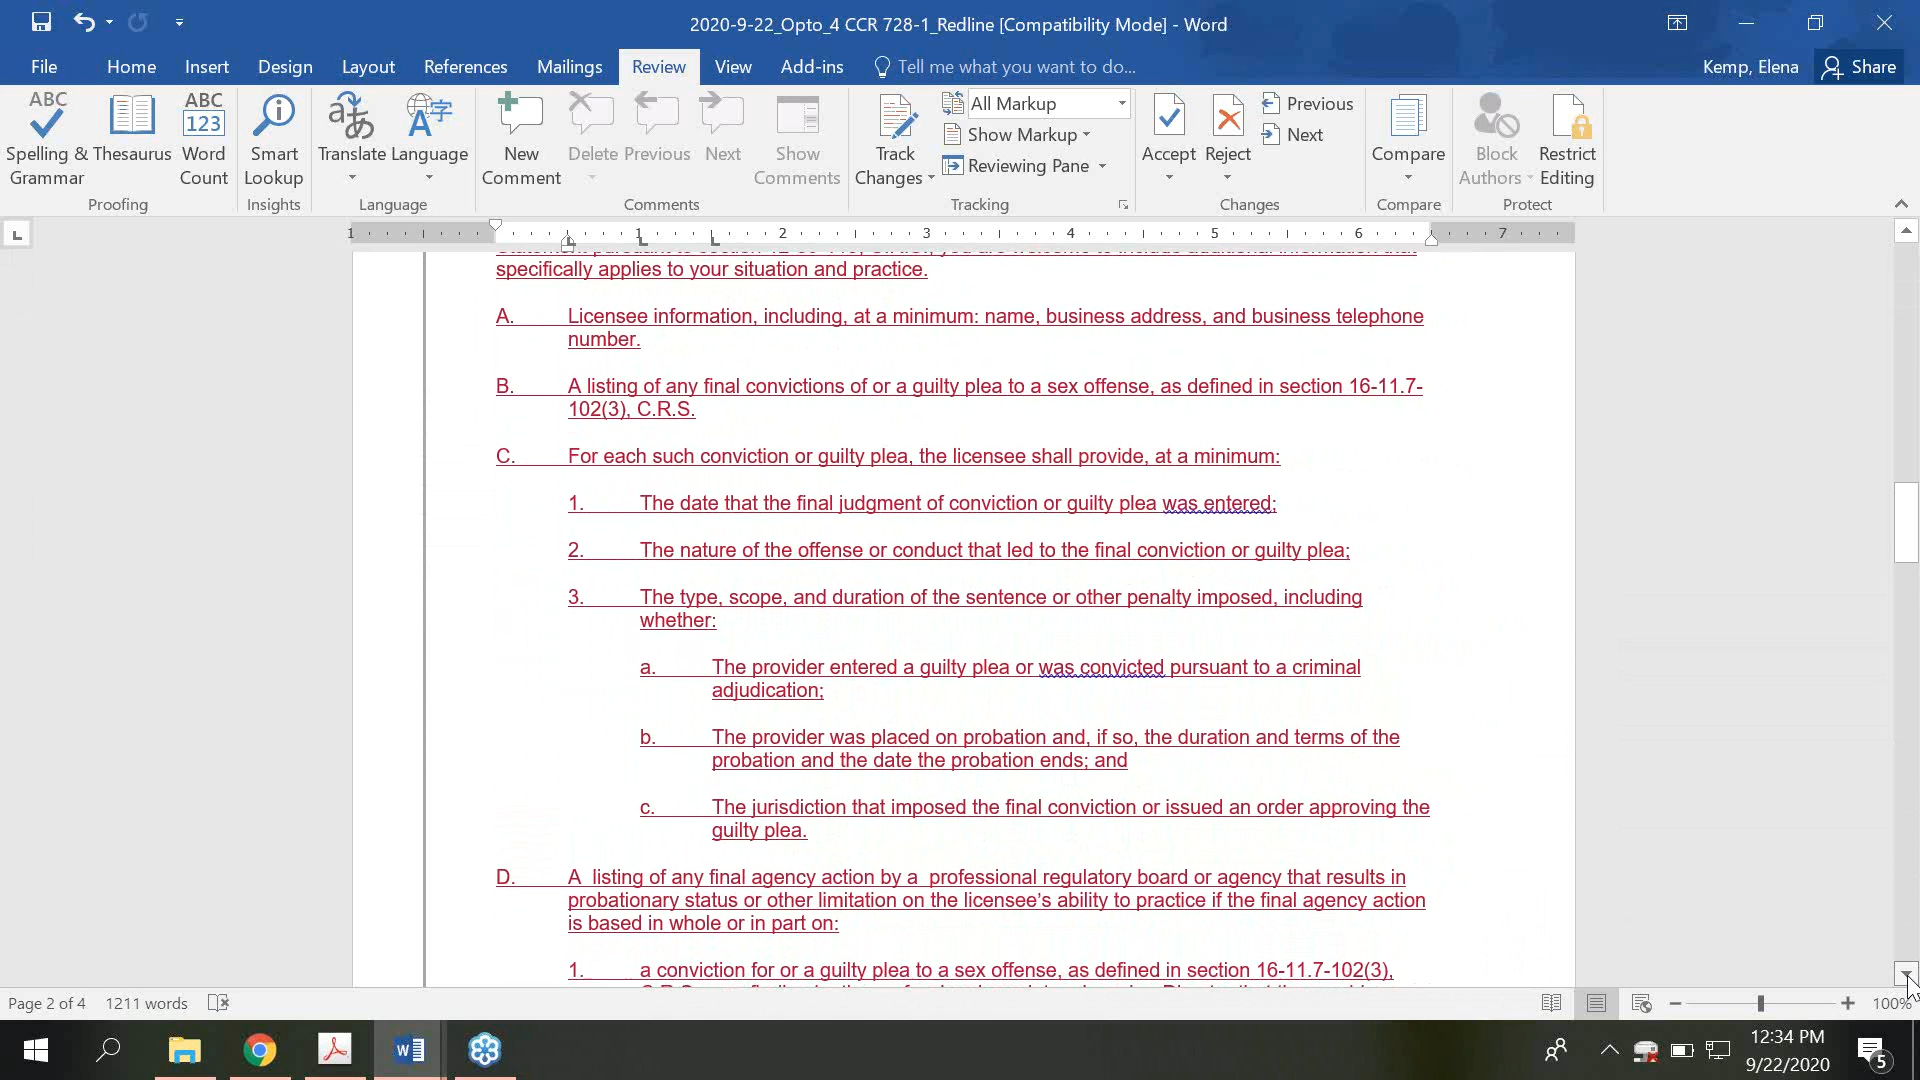 2020-9-22_Opto_4 CCR 728-1_Redline [Compatibility Mode] - Word
File Home Insert Design Layout References Mailings Review View Add-ins Tell me what you want to do... Kemp, Elena Share
ABC ABC 123 字 All Markup Previous
Show Markup Next
Spelling & Grammar Thesaurus Word Count Smart Lookup Translate Language New Comment Delete Previous Next Show Comments Track Changes Reviewing Pane Accept Reject Compare Block Authors Restrict Editing
Proofing Insights Language Comments Tracking Changes Compare Protect
1 1 2 3 4 5 6 7
specifically applies to your situation and practice.
A. Licensee information, including, at a minimum: name, business address, and business telephone
number.
B. A listing of any final convictions of or a guilty plea to a sex offense, as defined in section 16-11.7-
102(3), C.R.S.
C. For each such conviction or guilty plea, the licensee shall provide, at a minimum:
1. The date that the final judgment of conviction or guilty plea was entered;
2. The nature of the offense or conduct that led to the final conviction or guilty plea;
3. The type, scope, and duration of the sentence or other penalty imposed, including
whether:
a. The provider entered a guilty plea or was convicted pursuant to a criminal
adjudication;
b. The provider was placed on probation and, if so, the duration and terms of the
probation and the date the probation ends; and
c. The jurisdiction that imposed the final conviction or issued an order approving the
guilty plea.
D. A  listing of any final agency action by a  professional regulatory board or agency that results in
probationary status or other limitation on the licensee’s ability to practice if the final agency action
is based in whole or in part on:
1. a conviction for or a guilty plea to a sex offense, as defined in section 16-11.7-102(3),
Page 2 of 4 1211 words 100%
12:34 PM
9/22/2020
5